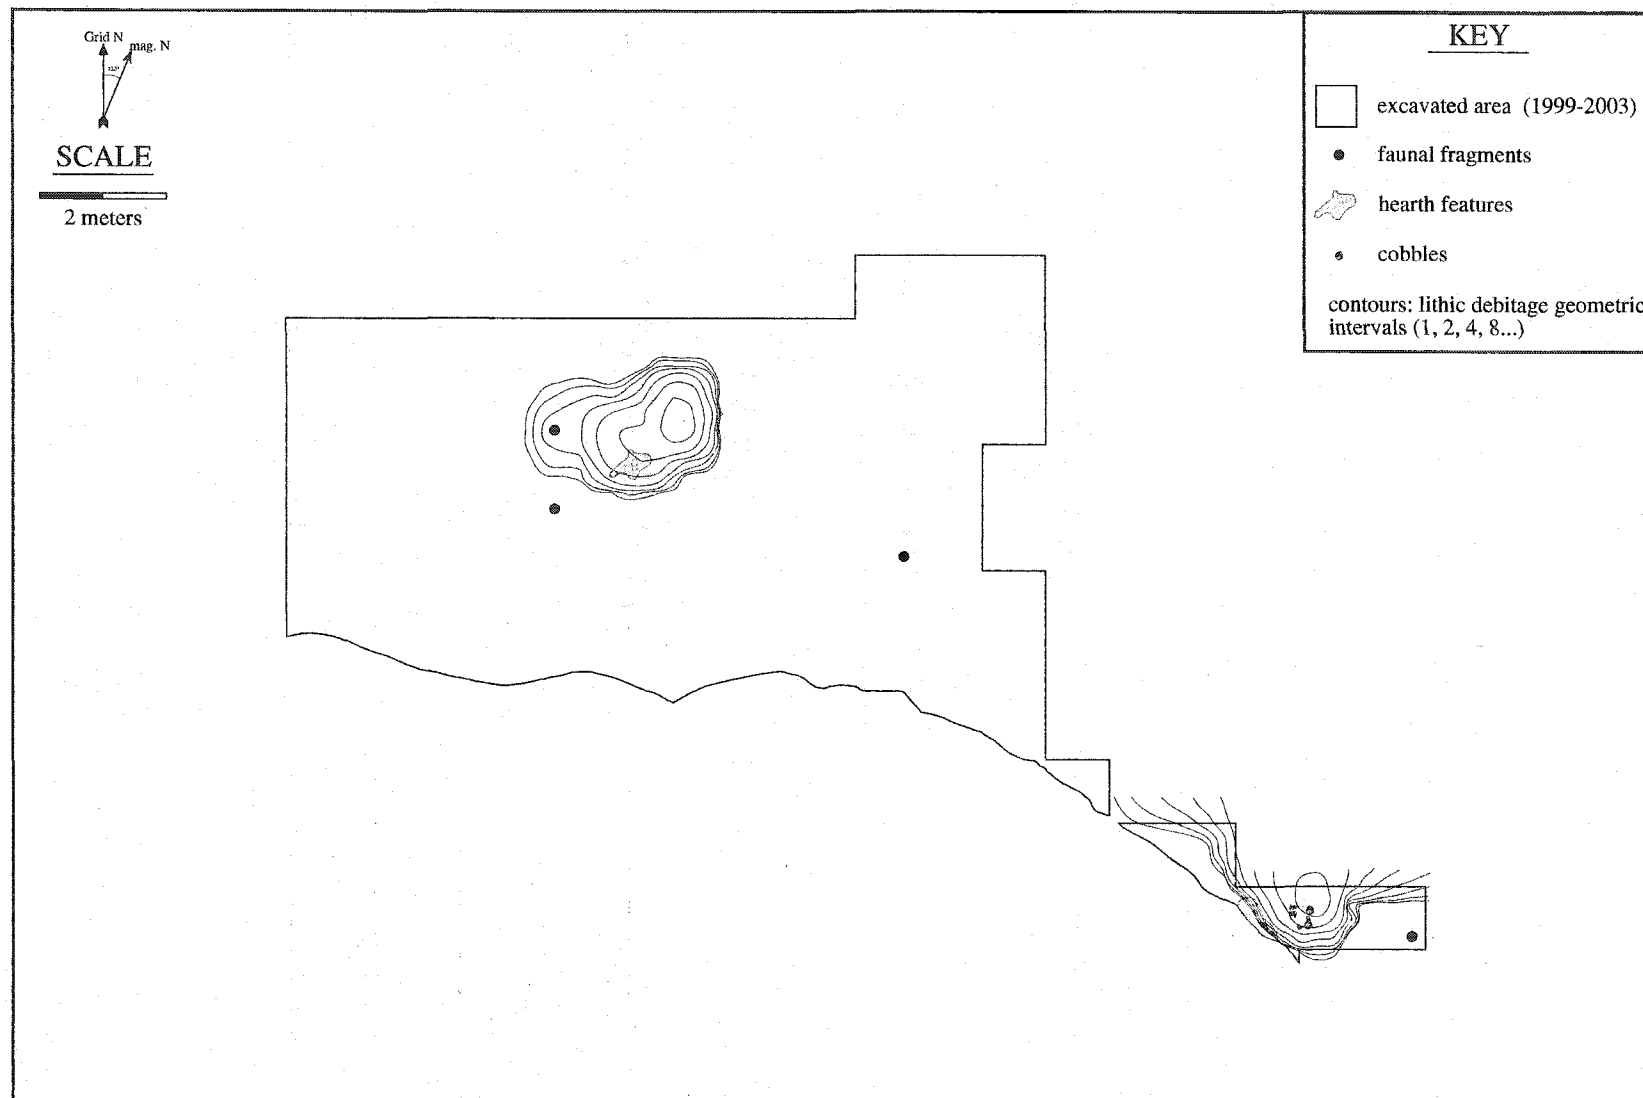 Grid N
mag. N
SCALE
2 meters
KEY
excavated area (1999-2003)
faunal fragments
hearth features
cobbles
contours: lithic debitage geometric
intervals (1, 2, 4, 8...)